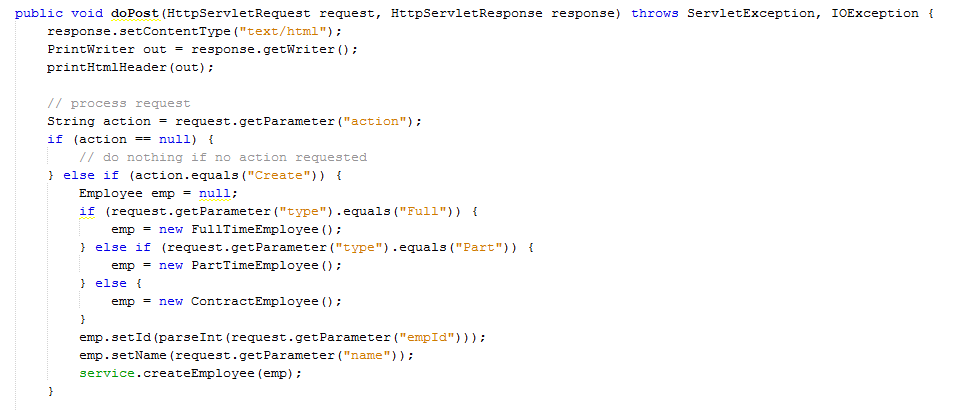 public void doPost(HttpServletRequest request, HttpServletResponse response) throws ServletException, IOException {
    response.setContentType("text/html");
    PrintWriter out = response.getWriter();
    printHtmlHeader(out);

    // process request
    String action = request.getParameter("action");
    if (action == null) {
        // do nothing if no action requested
    } else if (action.equals("Create")) {
        Employee emp = null;
        if (request.getParameter("type").equals("Full")) {
            emp = new FullTimeEmployee();
        } else if (request.getParameter("type").equals("Part")) {
            emp = new PartTimeEmployee();
        } else {
            emp = new ContractEmployee();
        }
        emp.setId(parseInt(request.getParameter("empId")));
        emp.setName(request.getParameter("name"));
        service.createEmployee(emp);
    }